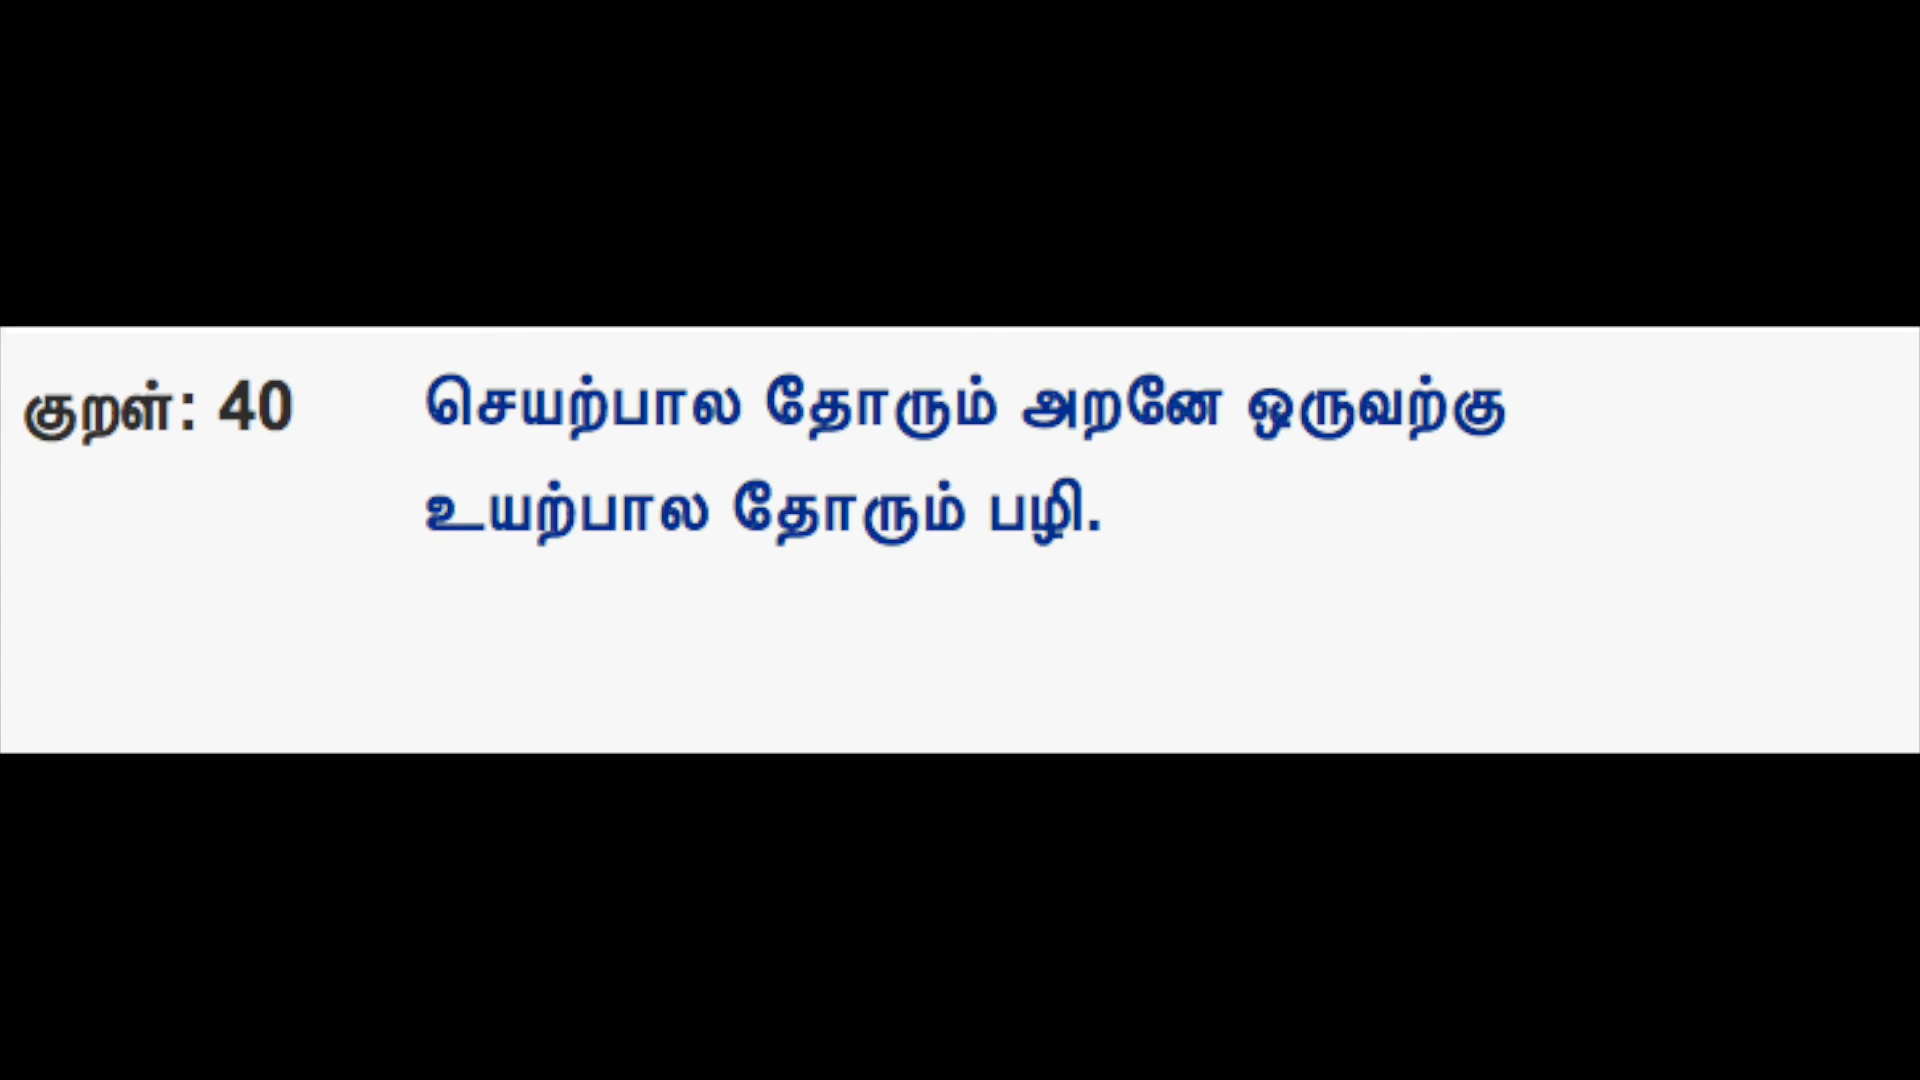 குறள்: 40 செயற்பால தோரும் அறனே ஒருவற்கு
உயற்பால தோரும் பழி.